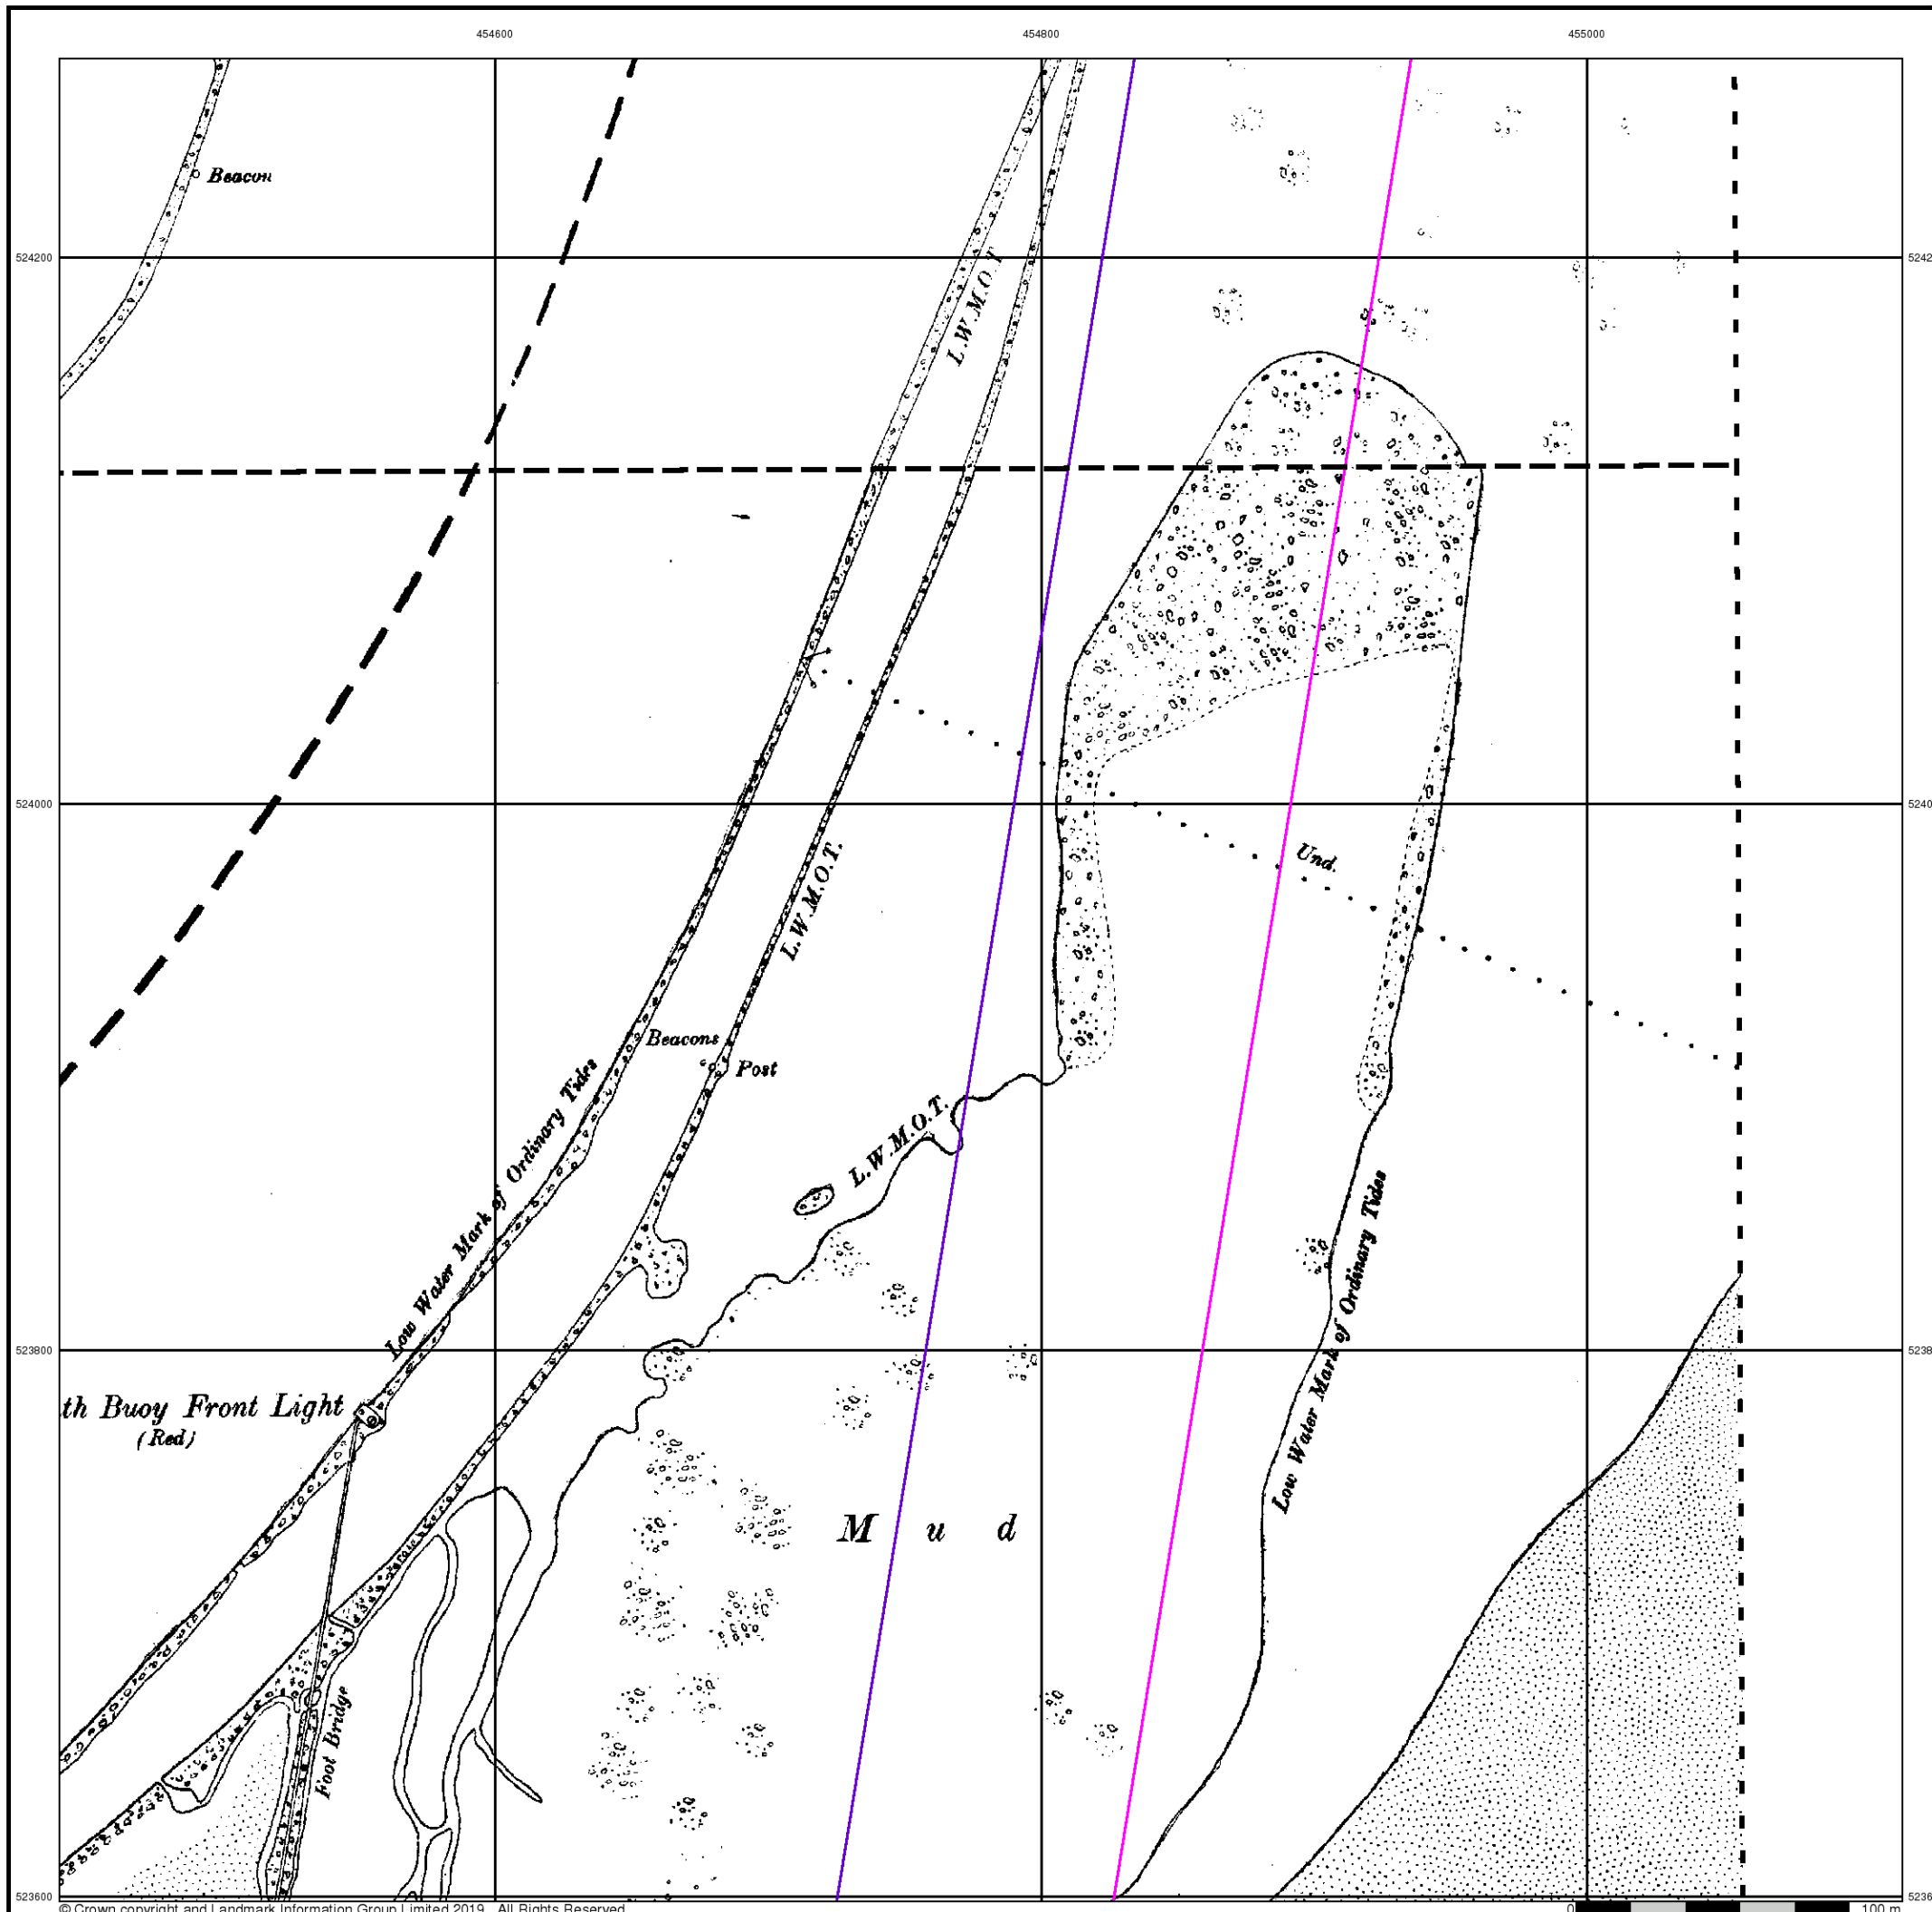 454600 454800 455000
Beacon
524200
L.W.M.O.T
524000
Und.
L.W.M.O.T.
Beacons
Post
Low Water Mark of Ordinary Tides
L.W.M.O.T.
Low Water Mark of Ordinary Tides
523800
th Buoy Front Light
(Red)
Mud
Foot Bridge
523600
© Crown copyright and Landmark Information Group Limited 2019. All Rights Reserved.
0 100 m